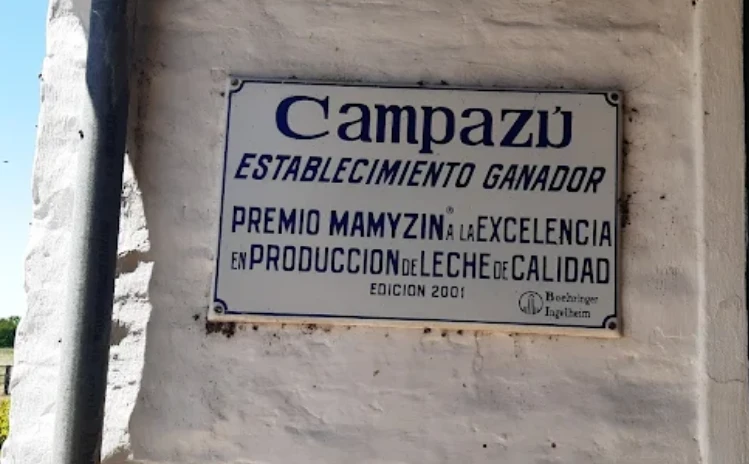 Campazú
ESTABLECIMIENTO GANADOR
PREMIO MAMYZIN® A LA EXCELENCIA
EN PRODUCCION DE LECHE DE CALIDAD
EDICION 2001
Boehringer
Ingelheim